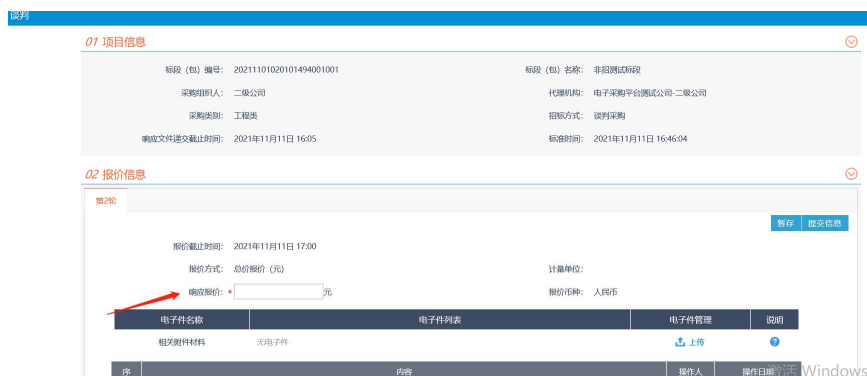 谈判
01 项目信息
标段（包）编号： 20211101020101494001001 标段（包）名称： 非招测试标段
采购组织人： 二级公司 代理机构： 电子采购平台测试公司-二级公司
采购类别： 工程类 招标方式： 谈判采购
响应文件递交截止时间： 2021年11月11日 16:05 标准时间： 2021年11月11日 16:46:04
02 报价信息
第2轮
暂存 提交信息
报价截止时间： 2021年11月11日 17:00
报价方式： 总价报价（元） 计量单位：
响应报价： * 元 报价币种： 人民币
电子件名称 电子件列表 电子件管理 说明
相关附件材料 无电子件 上传 ?
序 内容 操作人 操作日期
激活 Windows